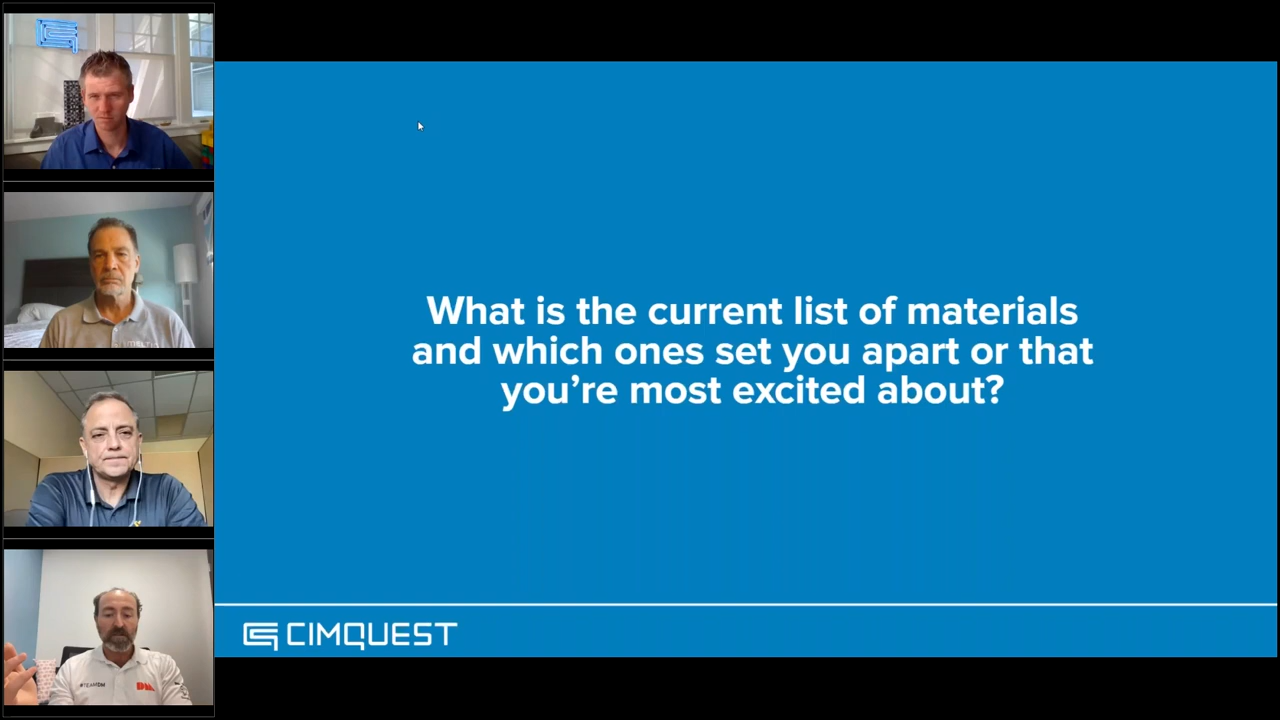 What is the current list of materials
and which ones set you apart or that
you're most excited about?
CIMQUEST
#TEAMDM